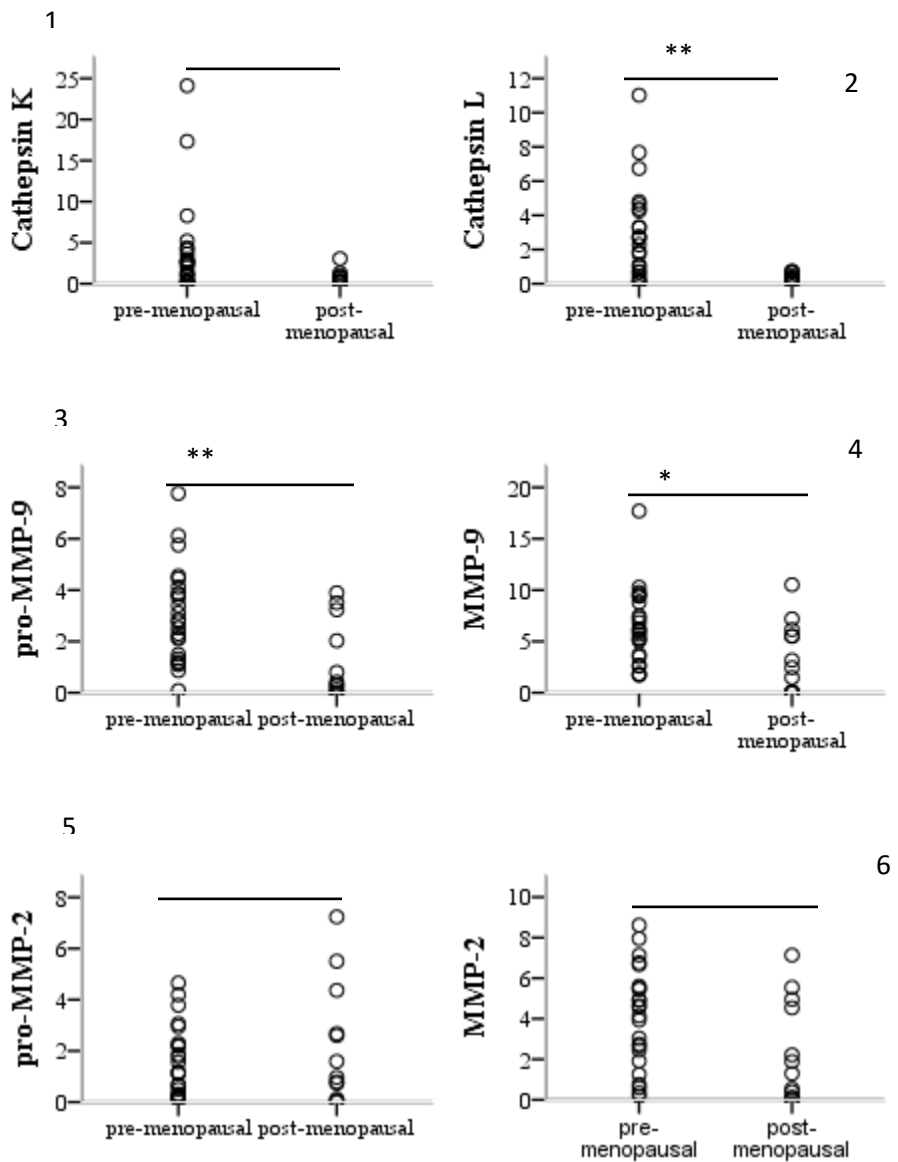 1
Cathepsin K
25
20
15
10
5
0
pre-menopausal
post-
menopausal
**
2
Cathepsin L
12
10
8
6
4
2
0
pre-menopausal
post-
menopausal
3
**
pro-MMP-9
8
6
4
2
0
pre-menopausal post-menopausal
4
*
MMP-9
20
15
10
5
0
pre-menopausal
post-
menopausal
5
pro-MMP-2
8
6
4
2
0
pre-menopausal post-menopausal
6
MMP-2
10
8
6
4
2
0
pre-
menopausal
post-
menopausal